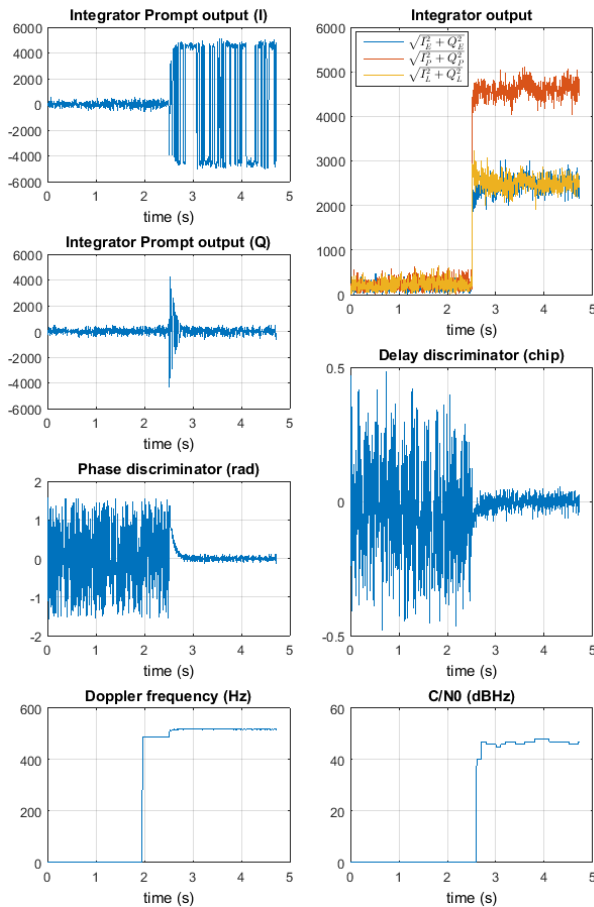 Integrator Prompt output (I)
6000
4000
2000
0
-2000
-4000
-6000
0 1 2 3 4 5
time (s)
Integrator output
√I_E^2 + Q_E^2
√I_P^2 + Q_P^2
√I_L^2 + Q_L^2
6000
5000
4000
3000
2000
1000
0
0 1 2 3 4 5
time (s)
Integrator Prompt output (Q)
6000
4000
2000
0
-2000
-4000
-6000
0 1 2 3 4 5
time (s)
Delay discriminator (chip)
0.5
0
-0.5
0 1 2 3 4 5
time (s)
Phase discriminator (rad)
2
1
0
-1
-2
0 1 2 3 4 5
time (s)
Doppler frequency (Hz)
600
400
200
0
0 1 2 3 4 5
time (s)
C/N0 (dBHz)
60
40
20
0
0 1 2 3 4 5
time (s)